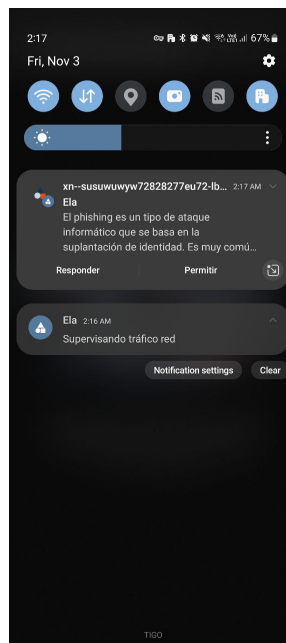 2:17
67%
Fri, Nov 3
xn--susuwuwyw72828277eu72-lb... 2:17 AM
Ela
El phishing es un tipo de ataque
informático que se basa en la
suplantación de identidad. Es muy comú...
Responder Permitir
Ela 2:16 AM
Supervisando tráfico red
Notification settings Clear
TIGO